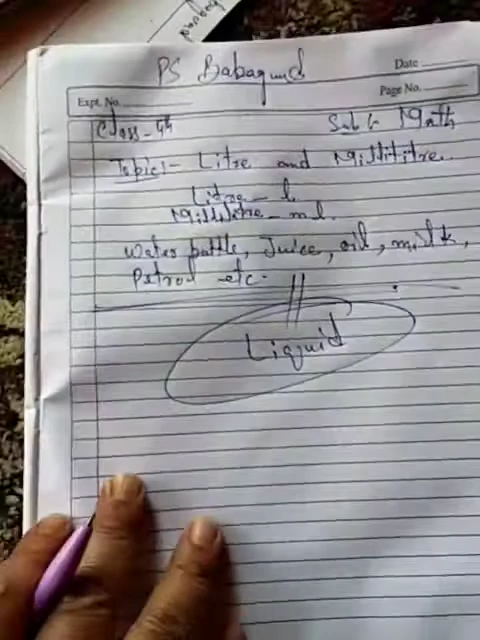 PS Babaguid
Date
Expt. No.
Page No.
Class - 4th
Sub :- Math
Topic :- Litre and Millilitre.
Litre - l.
Millilitre - ml.
Water bottle, Juice, oil, milk,
Petrol etc.
Liquid